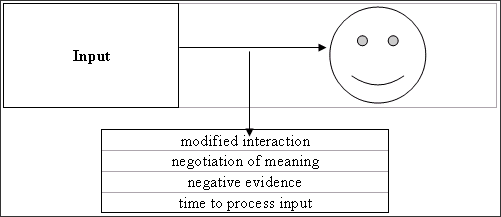 Input
modified interaction
negotiation of meaning
negative evidence
time to process input